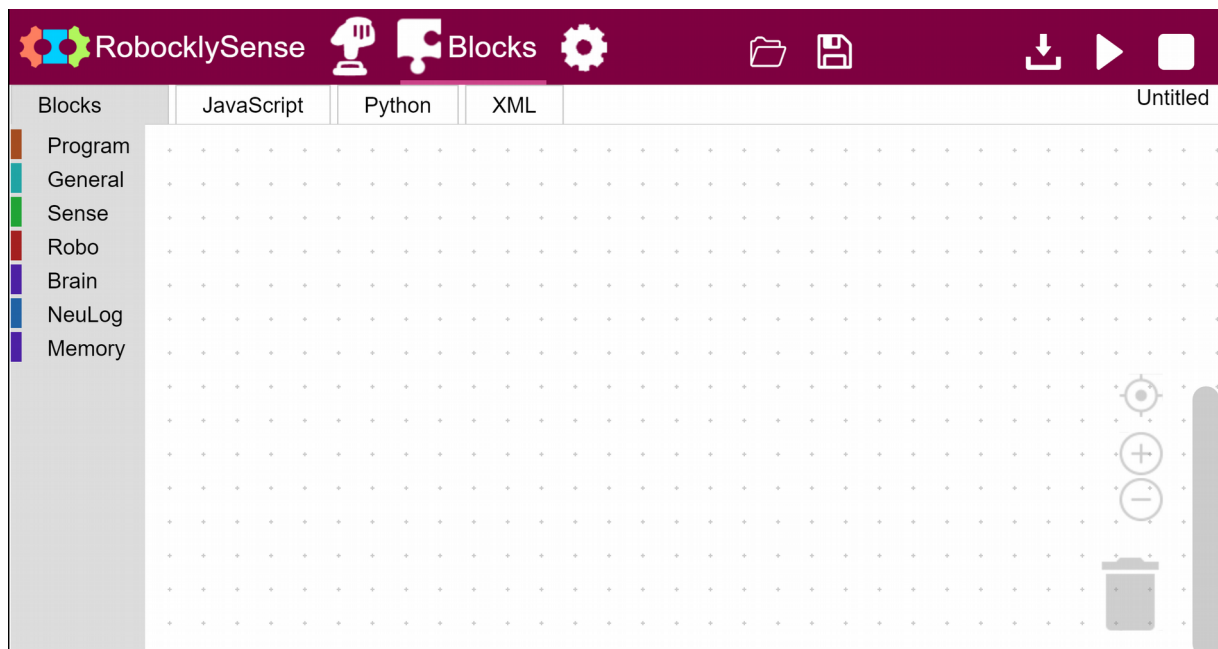 RobocklySense Blocks
Blocks JavaScript Python XML Untitled
Program
General
Sense
Robo
Brain
NeuLog
Memory